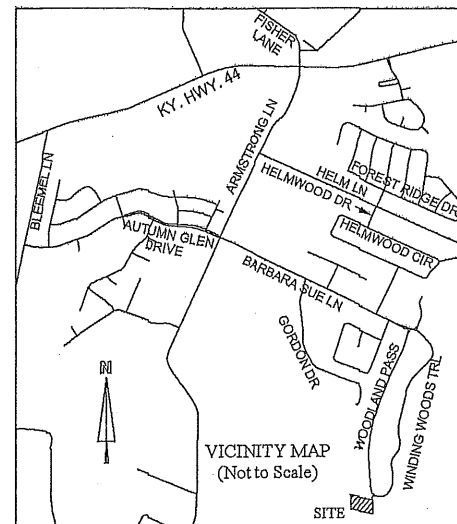 FISHER
LANE
KY. HWY. 44
ARMSTRONG LN
BLEEMEL LN
HELM LN
FOREST RIDGE DR
HELMWOOD DR
HELMWOOD CIR
AUTUMN GLEN
DRIVE
BARBARA SUE LN
GORDON DR
WOODLAND PASS
WINDING WOODS TRL
N
VICINITY MAP
(Not to Scale)
SITE